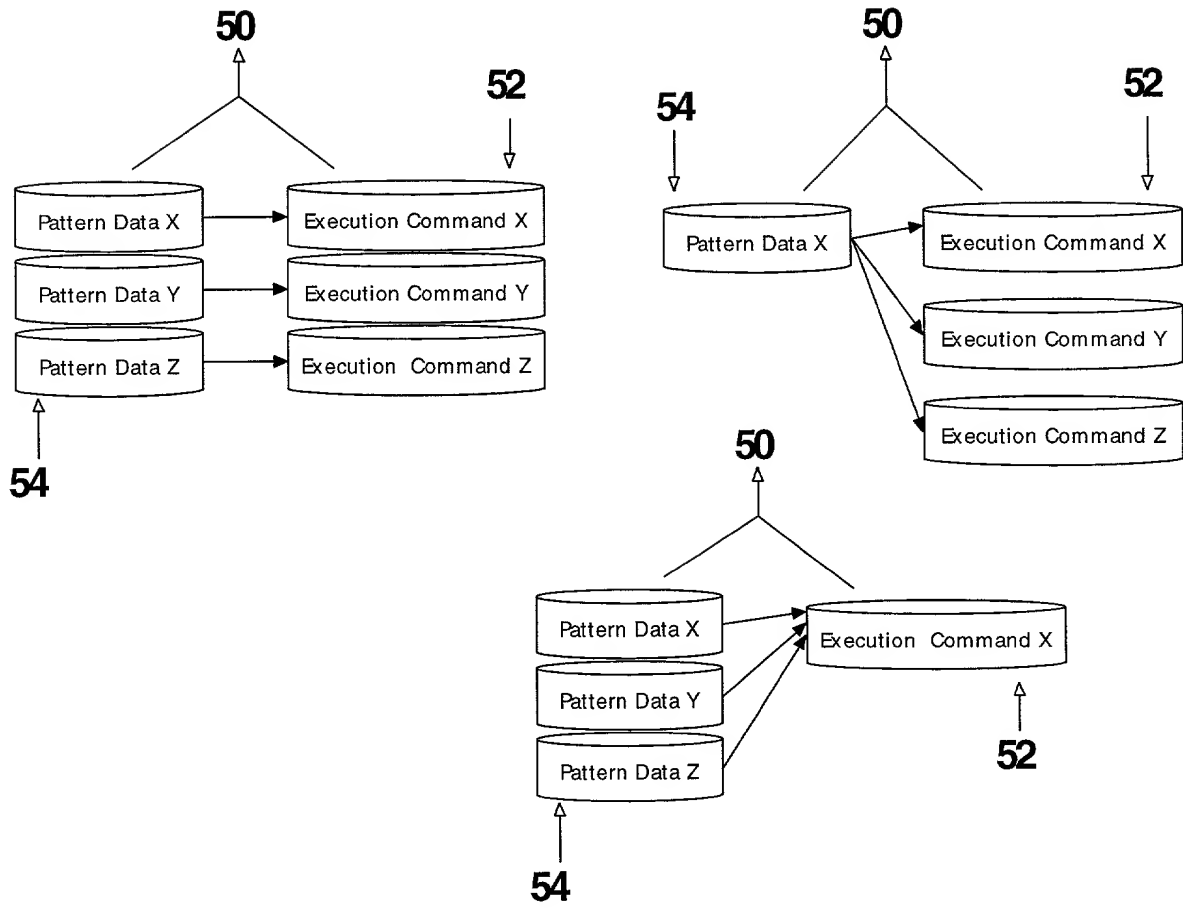 50
52
Pattern Data X
Execution Command X
Pattern Data Y
Execution Command Y
Pattern Data Z
Execution Command Z
54
50
54
52
Pattern Data X
Execution Command X
Execution Command Y
Execution Command Z
50
Pattern Data X
Execution Command X
Pattern Data Y
Pattern Data Z
52
54